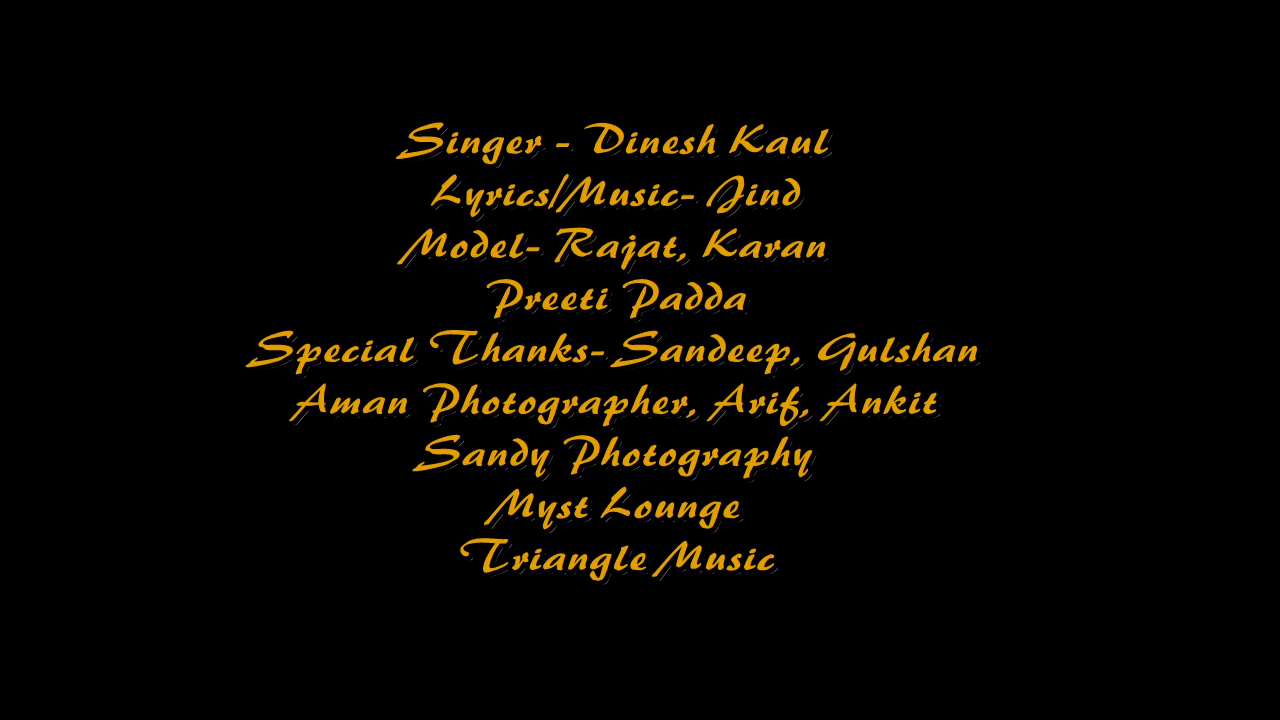 Singer - Dinesh Kaul
Lyrics/Music- Jind
Model- Rajat, Karan
Preeti Padda
Special Thanks- Sandeep, Gulshan
Aman Photographer, Arif, Ankit
Sandy Photography
Myst Lounge
Triangle Music